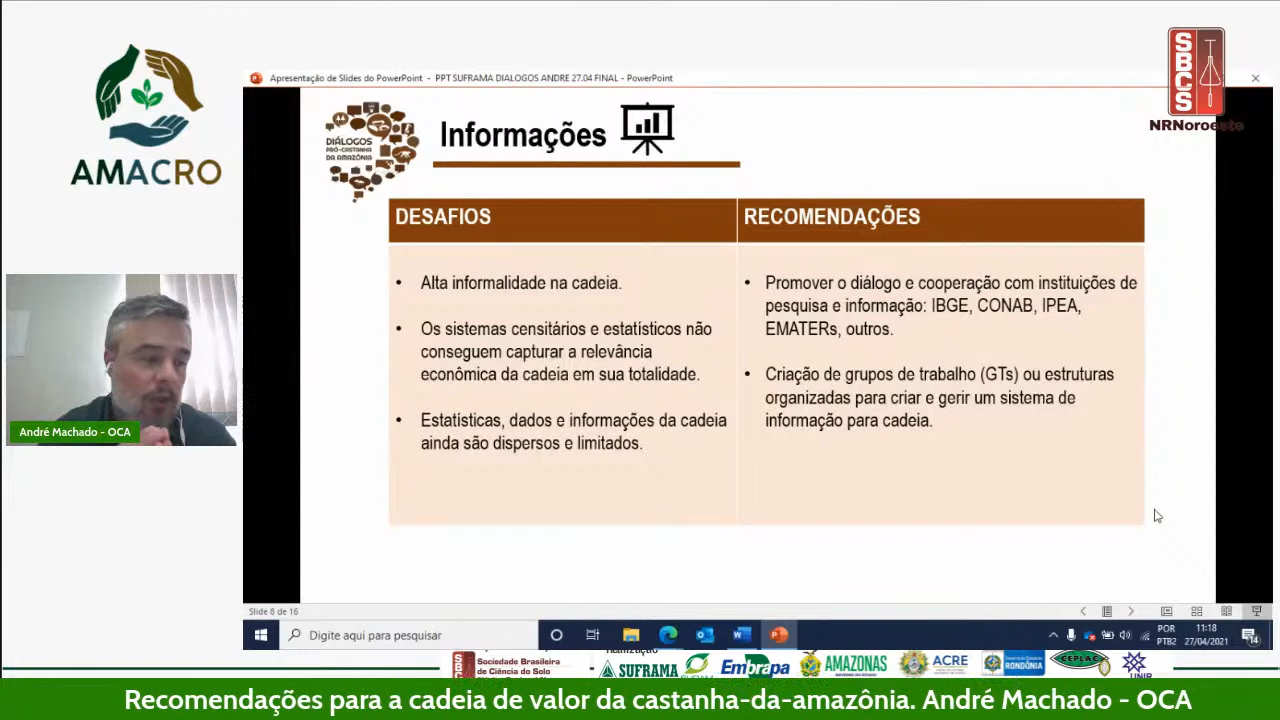 AMACRO
SBCS
NRNoroeste
Apresentação de Slides do PowerPoint - PPT SUFRAMA DIALOGOS ANDRE 27.04 FINAL - PowerPoint
DIÁLOGOS
PRÓ-CASTANHA
DA AMAZÔNIA
Informações
DESAFIOS
• Alta informalidade na cadeia.
• Os sistemas censitários e estatísticos não
conseguem capturar a relevância
econômica da cadeia em sua totalidade.
• Estatísticas, dados e informações da cadeia
ainda são dispersos e limitados.
RECOMENDAÇÕES
• Promover o diálogo e cooperação com instituições de
pesquisa e informação: IBGE, CONAB, IPEA,
EMATERs, outros.
• Criação de grupos de trabalho (GTs) ou estruturas
organizadas para criar e gerir um sistema de
informação para cadeia.
André Machado - OCA
Slide 8 de 16
Digite aqui para pesquisar
POR
PTB2
11:18
27/04/2021
14
Realização
SBCS
Sociedade Brasileira
de Ciência do Solo
SUFRAMA
Embrapa
AMAZONAS
ACRE
RONDÔNIA
CEPLAC
UNIR
Recomendações para a cadeia de valor da castanha-da-amazônia. André Machado - OCA